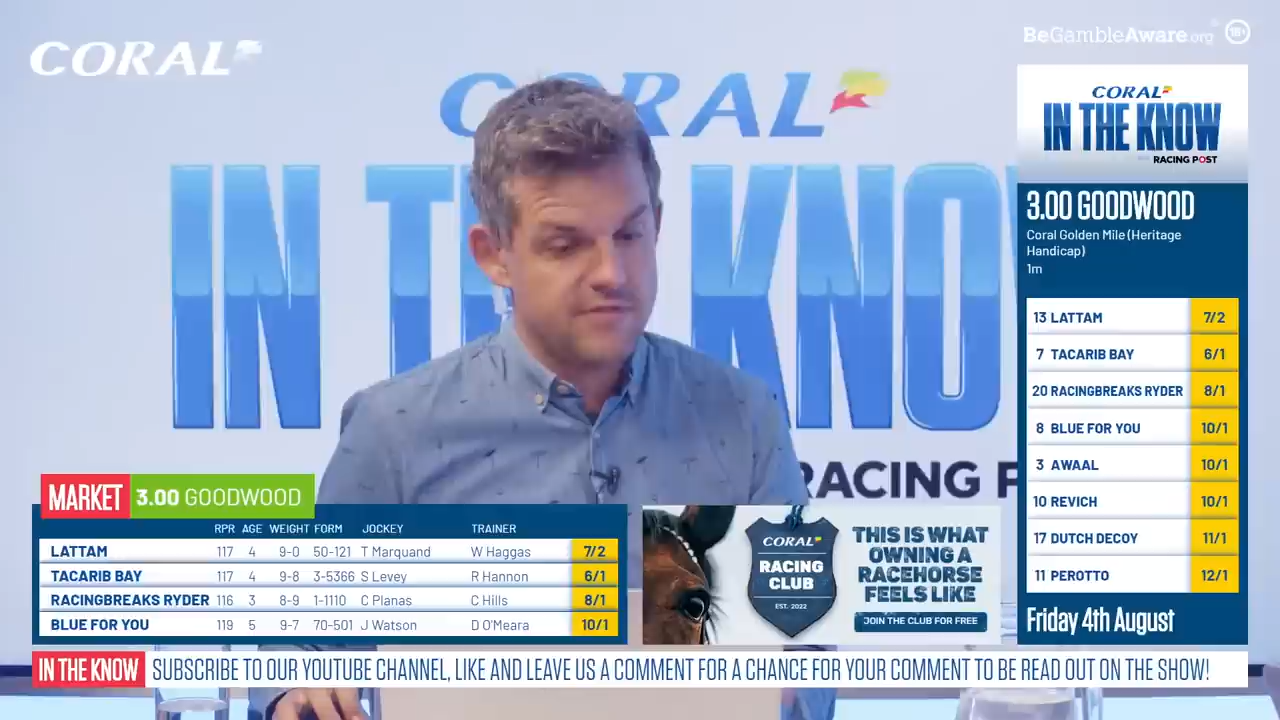 CORAL
BeGambleAware.org 18+
CORAL
IN THE KNOW
RACING P
CORAL
IN THE KNOW
RACING POST
3.00 GOODWOOD
Coral Golden Mile (Heritage
Handicap)
1m
13 LATTAM 7/2
7 TACARIB BAY 6/1
20 RACINGBREAKS RYDER 8/1
8 BLUE FOR YOU 10/1
3 AWAAL 10/1
10 REVICH 10/1
17 DUTCH DECOY 11/1
11 PEROTTO 12/1
Friday 4th August
MARKET 3.00 GOODWOOD
RPR AGE WEIGHT FORM JOCKEY TRAINER
LATTAM 117 4 9-0 50-121 T Marquand W Haggas 7/2
TACARIB BAY 117 4 9-8 3-5366 S Levey R Hannon 6/1
RACINGBREAKS RYDER 116 3 8-9 1-1110 C Planas C Hills 8/1
BLUE FOR YOU 119 5 9-7 70-501 J Watson D O'Meara 10/1
CORAL
RACING
CLUB
EST. 2022
THIS IS WHAT
OWNING A
RACEHORSE
FEELS LIKE
JOIN THE CLUB FOR FREE
IN THE KNOW SUBSCRIBE TO OUR YOUTUBE CHANNEL, LIKE AND LEAVE US A COMMENT FOR A CHANCE FOR YOUR COMMENT TO BE READ OUT ON THE SHOW!